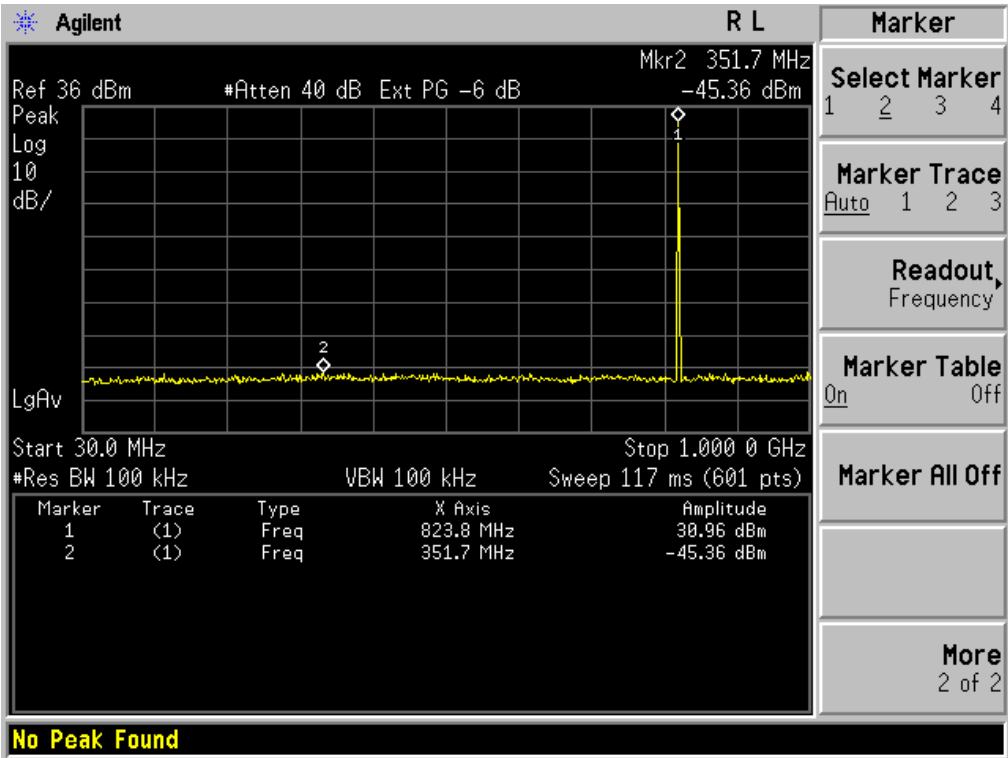 Agilent R L
Mkr2 351.7 MHz
Ref 36 dBm #Atten 40 dB Ext PG -6 dB -45.36 dBm
Peak
Log
10
dB/
1
2
LgAv
Start 30.0 MHz Stop 1.000 0 GHz
#Res BW 100 kHz VBW 100 kHz Sweep 117 ms (601 pts)
Marker Trace Type X Axis Amplitude
1 (1) Freq 823.8 MHz 30.96 dBm
2 (1) Freq 351.7 MHz -45.36 dBm
No Peak Found
Marker
Select Marker
1 2 3 4
Marker Trace
Auto 1 2 3
Readout
Frequency
Marker Table
On Off
Marker All Off
More
2 of 2